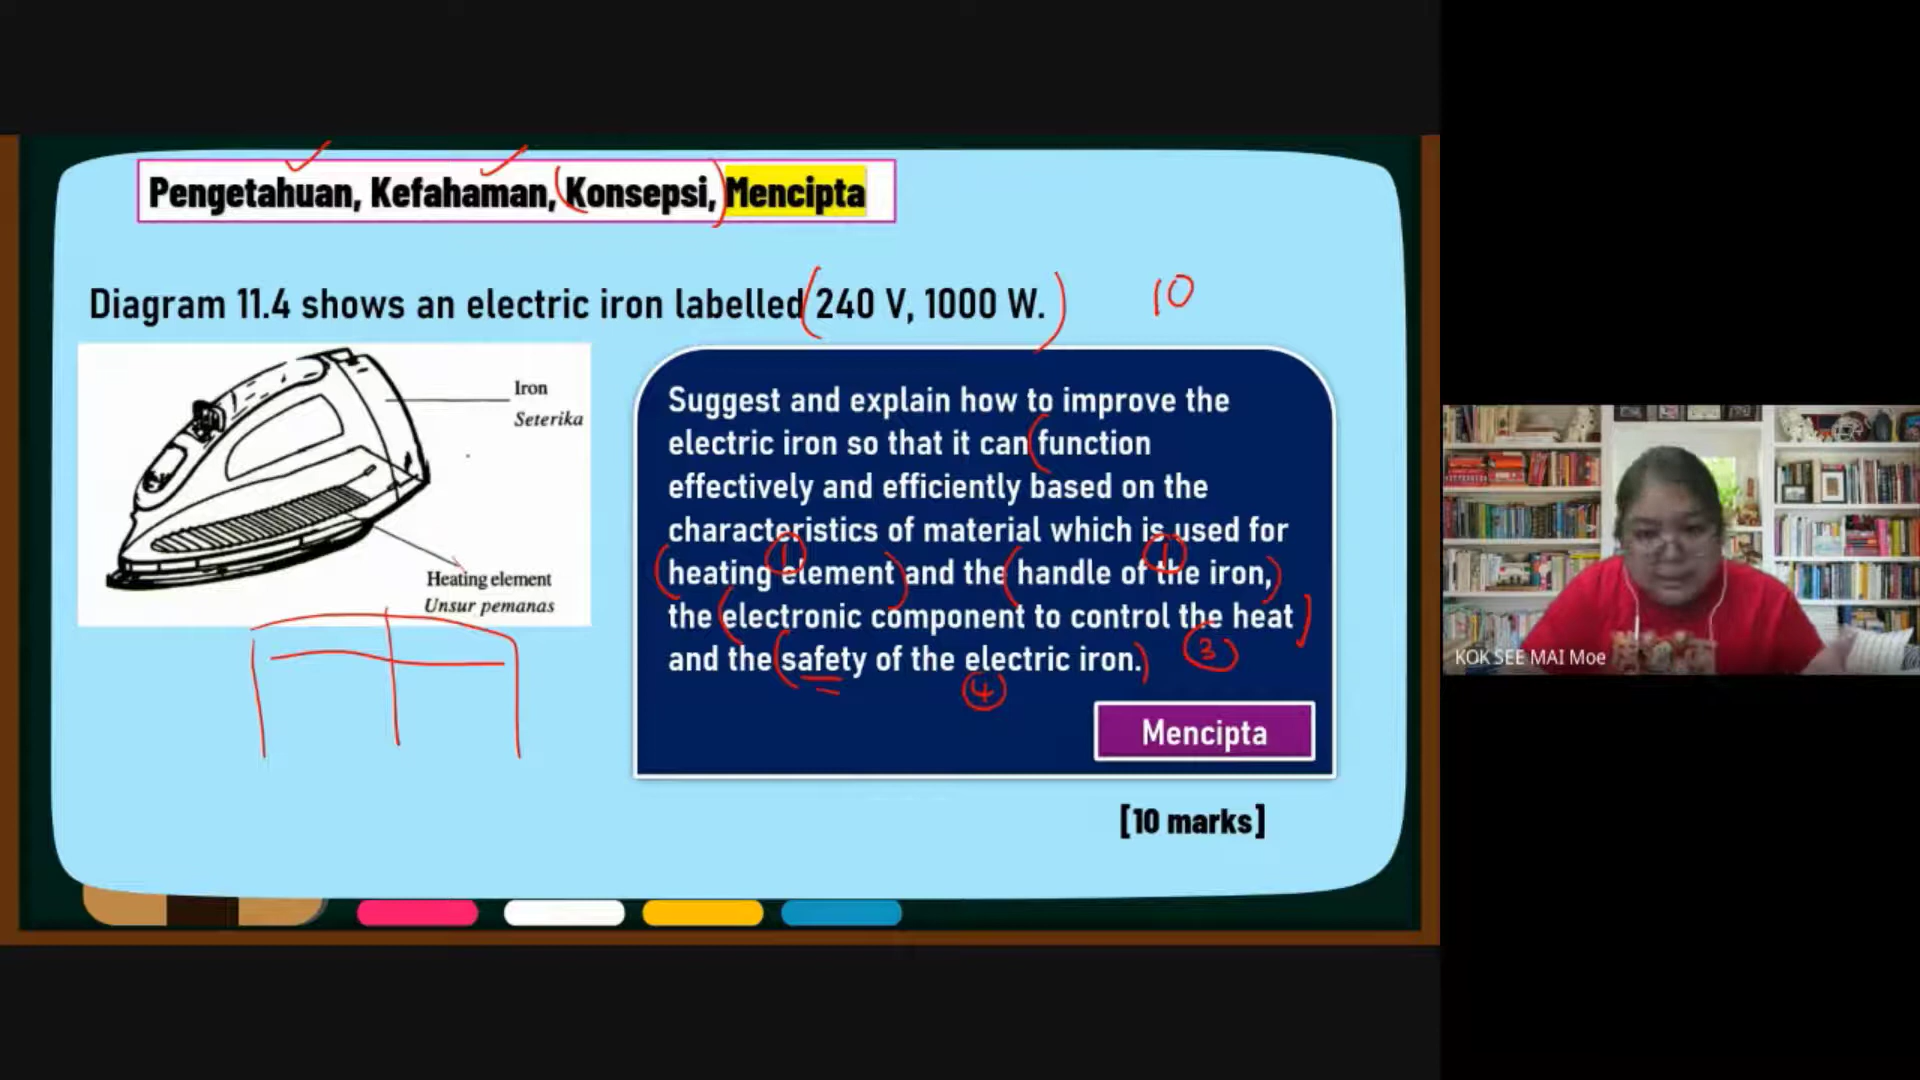 Pengetahuan, Kefahaman, Konsepsi, Mencipta
Diagram 11.4 shows an electric iron labelled 240 V, 1000 W.
10
Iron
Seterika
Heating element
Unsur pemanas
Suggest and explain how to improve the
electric iron so that it can function
effectively and efficiently based on the
characteristics of material which is used for
1 1
heating element and the handle of the iron,
the electronic component to control the heat
and the safety of the electric iron. 3
4
Mencipta
[10 marks]
KOK SEE MAI Moe